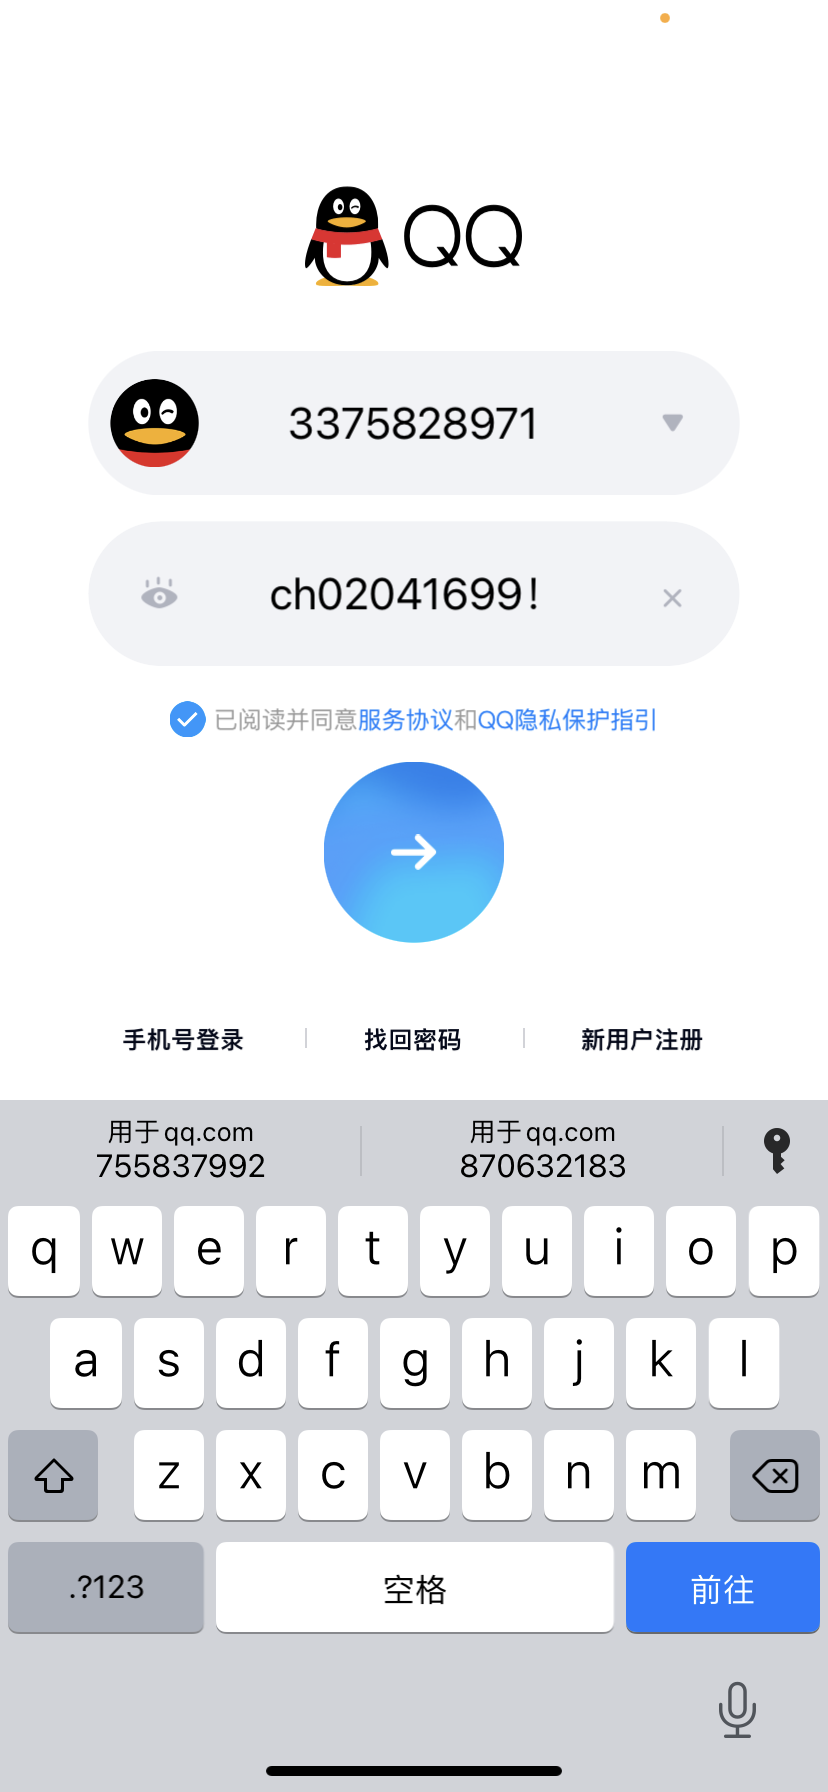 QQ
3375828971
ch02041699!
已阅读并同意服务协议和QQ隐私保护指引
手机号登录 找回密码 新用户注册
用于qq.com 用于qq.com
755837992 870632183
q w e r t y u i o p
a s d f g h j k l
z x c v b n m
.?123 空格 前往